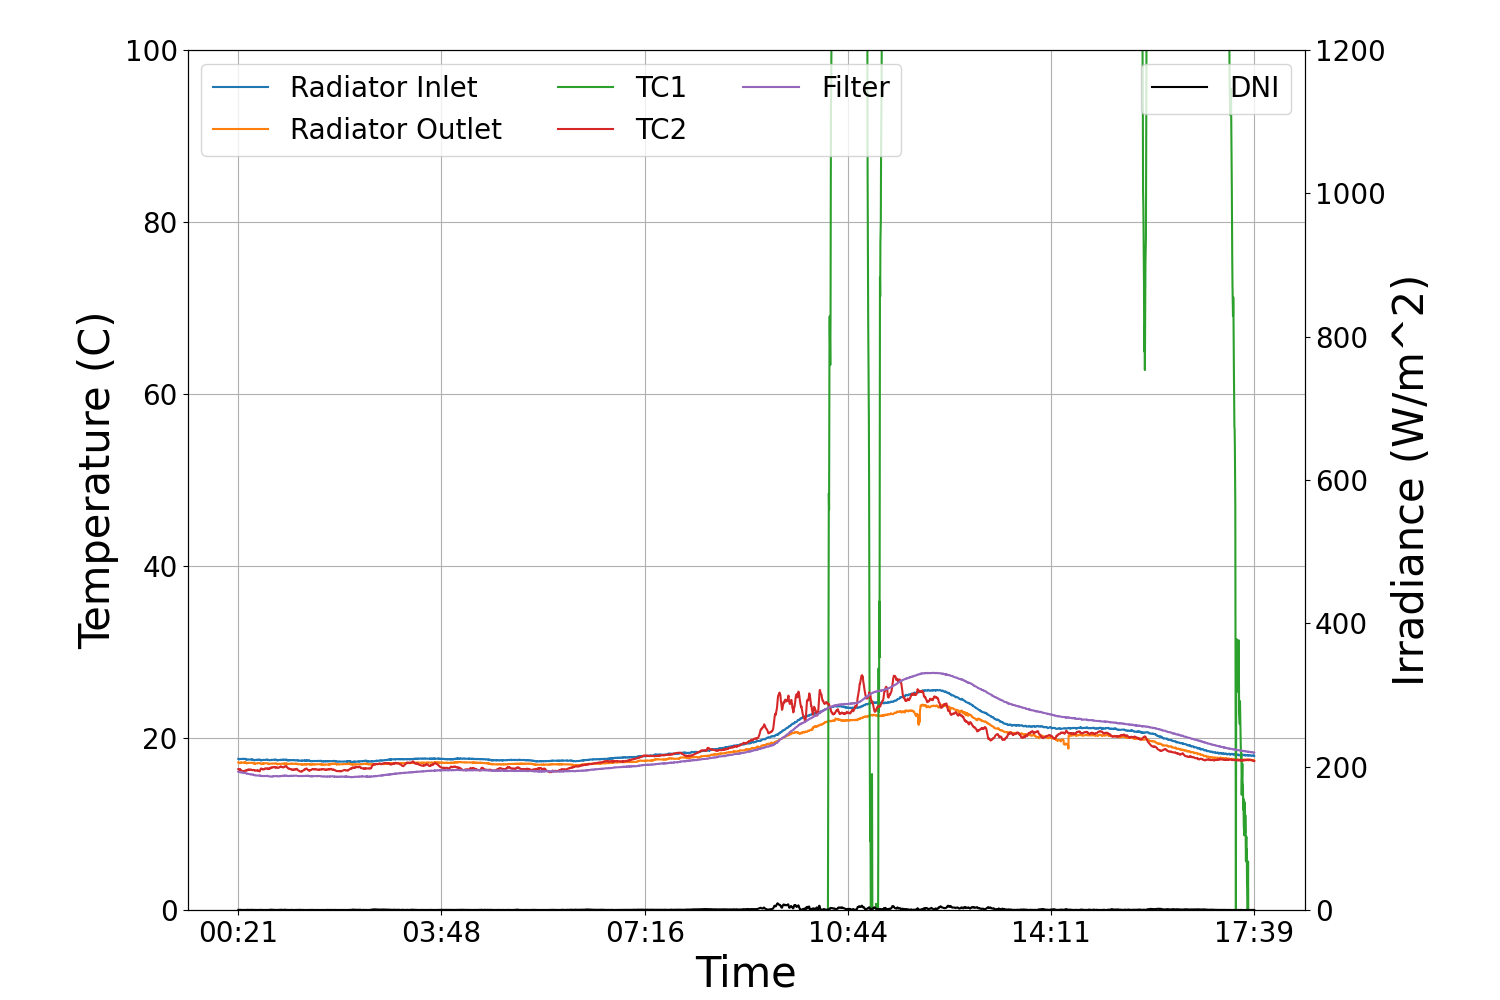 Radiator Inlet
Radiator Outlet
TC1
TC2
Filter
DNI
Temperature (C)
100
80
60
40
20
0
Irradiance (W/m^2)
1200
1000
800
600
400
200
0
00:21 03:48 07:16 10:44 14:11 17:39
Time